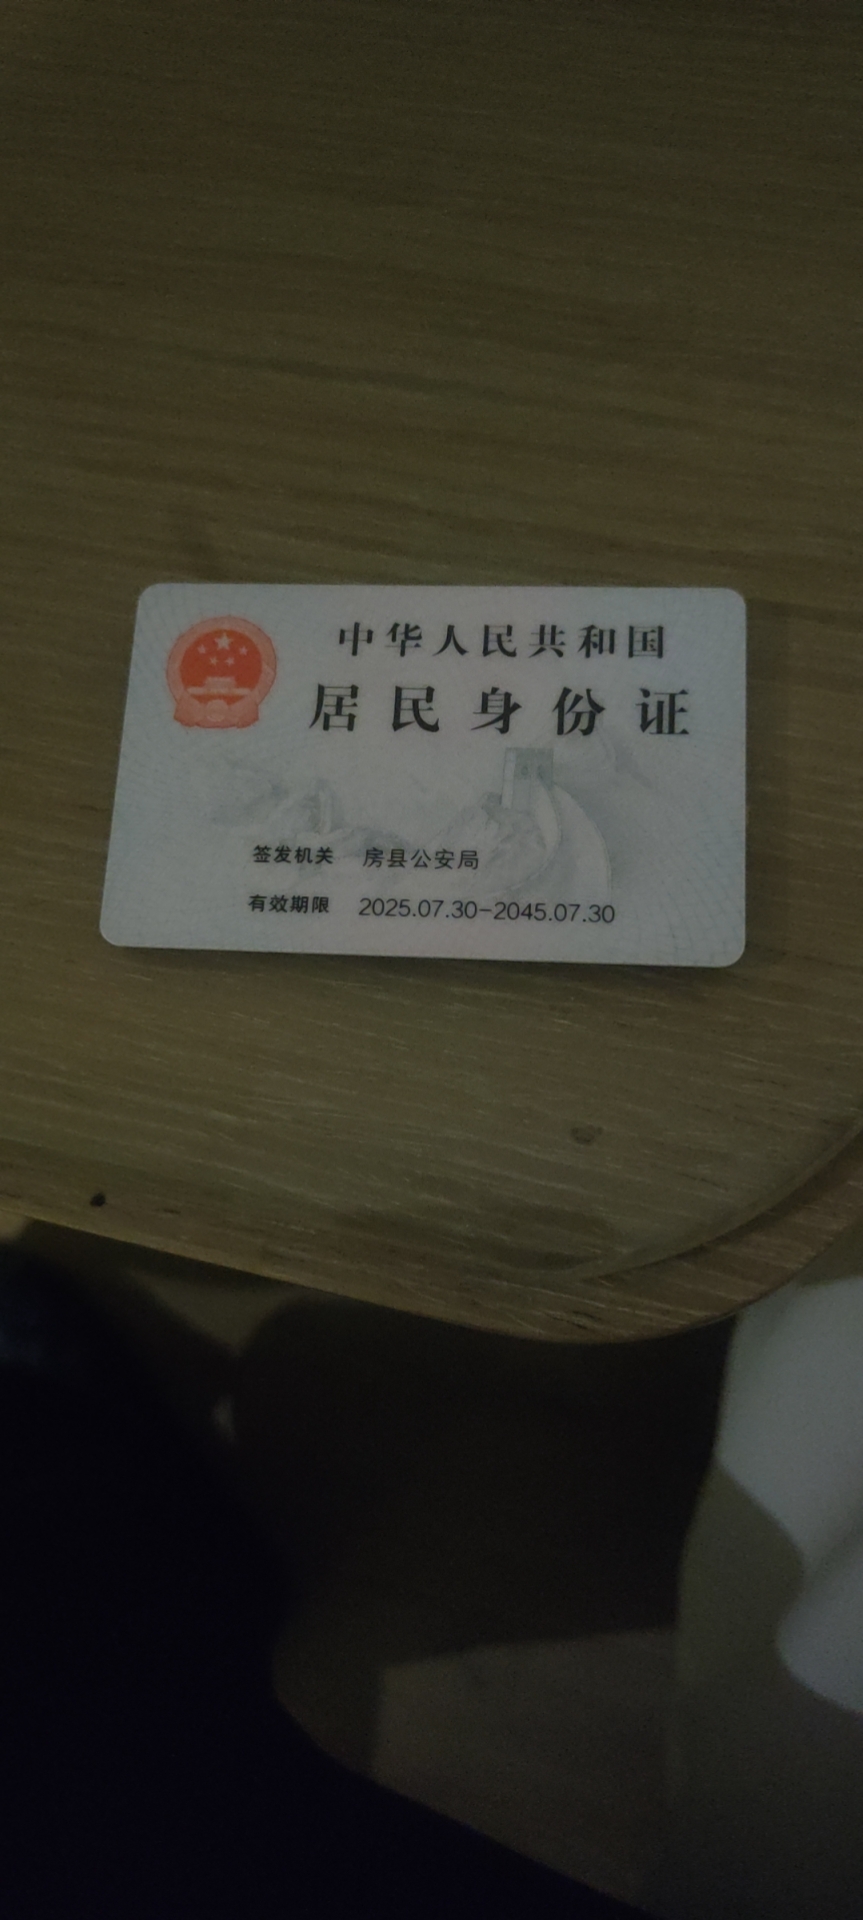 中华人民共和国
居民身份证
签发机关 房县公安局
有效期限 2025.07.30-2045.07.30